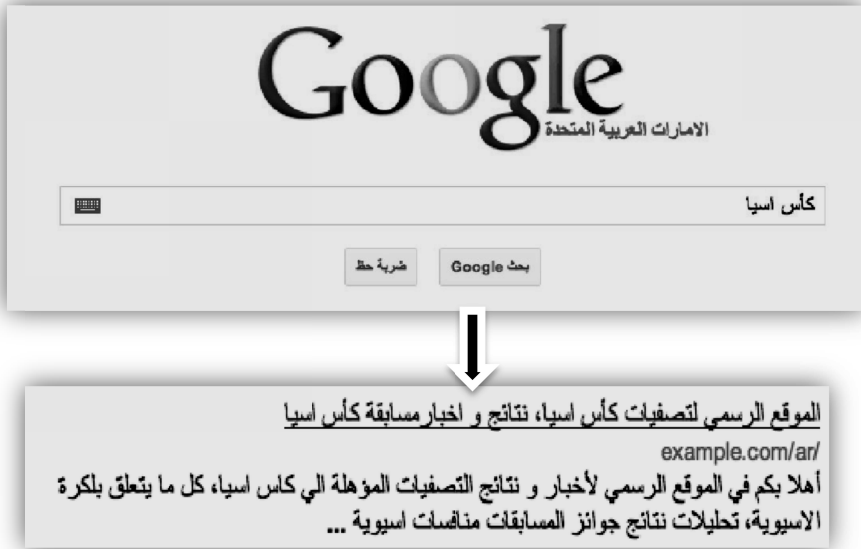 Google
الامارات العربية المتحدة
كأس اسيا
بحث Google
ضربة حظ
الموقع الرسمي لتصفيات كأس اسيا، نتائج و اخبار مسابقة كأس اسيا
example.com/ar/
أهلا بكم في الموقع الرسمي لأخبار و نتائج التصفيات المؤهلة الي كاس اسيا، كل ما يتعلق بلكرة
الاسيوية، تحليلات نتائج جوائز المسابقات منافسات اسيوية ...